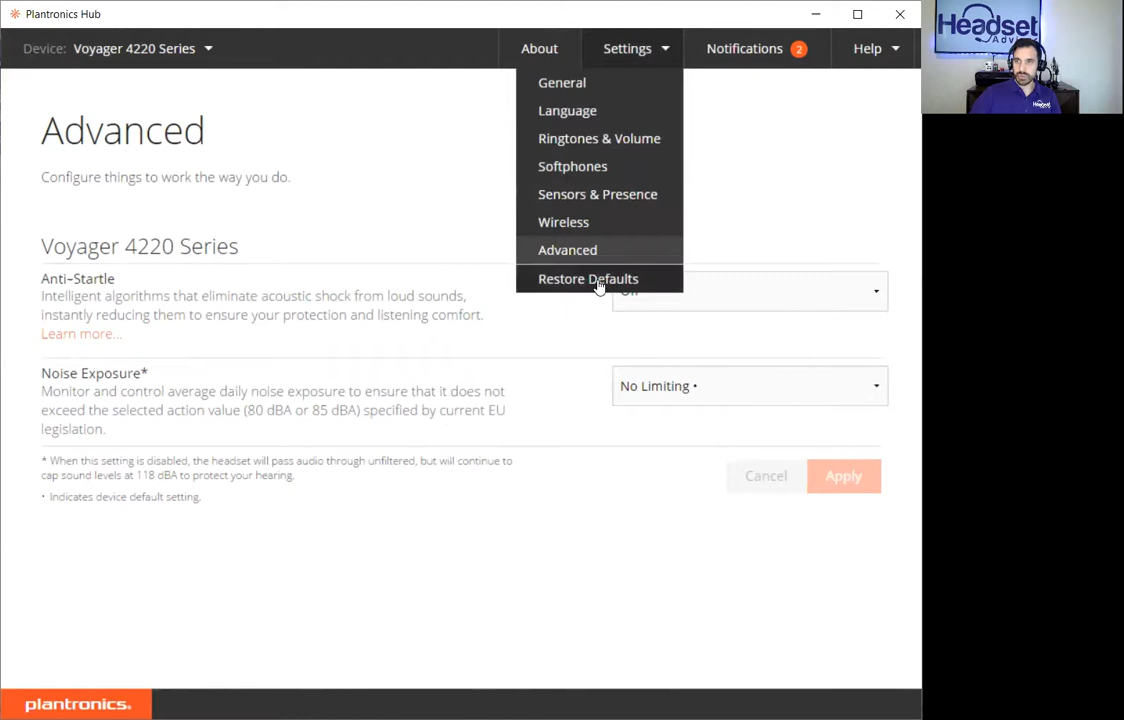 Plantronics Hub
Device: Voyager 4220 Series
About
Settings
Notifications 2
Help
General
Language
Ringtones & Volume
Softphones
Sensors & Presence
Wireless
Advanced
Restore Defaults
Advanced
Configure things to work the way you do.
Voyager 4220 Series
Anti-Startle
Intelligent algorithms that eliminate acoustic shock from loud sounds,
instantly reducing them to ensure your protection and listening comfort.
Learn more...
Noise Exposure*
Monitor and control average daily noise exposure to ensure that it does not
exceed the selected action value (80 dBA or 85 dBA) specified by current EU
legislation.
No Limiting •
* When this setting is disabled, the headset will pass audio through unfiltered, but will continue to
cap sound levels at 118 dBA to protect your hearing.
• Indicates device default setting.
Cancel
Apply
plantronics.
Headset